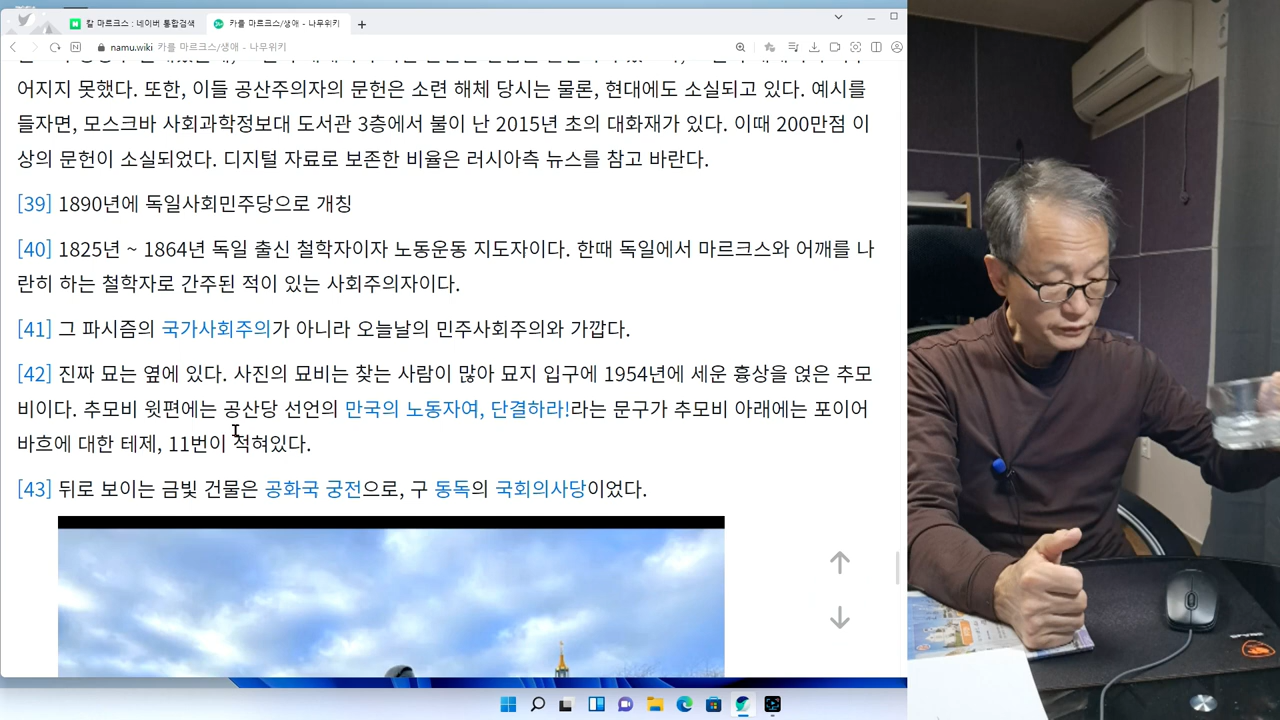 칼 마르크스 : 네이버 통합검색
카를 마르크스/생애 - 나무위키
namu.wiki 카를 마르크스/생애 - 나무위키
어지지 못했다. 또한, 이들 공산주의자의 문헌은 소련 해체 당시는 물론, 현대에도 소실되고 있다. 예시를
들자면, 모스크바 사회과학정보대 도서관 3층에서 불이 난 2015년 초의 대화재가 있다. 이때 200만점 이
상의 문헌이 소실되었다. 디지털 자료로 보존한 비율은 러시아측 뉴스를 참고 바란다.
[39] 1890년에 독일사회민주당으로 개칭
[40] 1825년 ~ 1864년 독일 출신 철학자이자 노동운동 지도자이다. 한때 독일에서 마르크스와 어깨를 나
란히 하는 철학자로 간주된 적이 있는 사회주의자이다.
[41] 그 파시즘의 국가사회주의가 아니라 오늘날의 민주사회주의와 가깝다.
[42] 진짜 묘는 옆에 있다. 사진의 묘비는 찾는 사람이 많아 묘지 입구에 1954년에 세운 흉상을 얹은 추모
비이다. 추모비 윗편에는 공산당 선언의 만국의 노동자여, 단결하라!라는 문구가 추모비 아래에는 포이어
바흐에 대한 테제, 11번이 적혀있다.
[43] 뒤로 보이는 금빛 건물은 공화국 궁전으로, 구 동독의 국회의사당이었다.